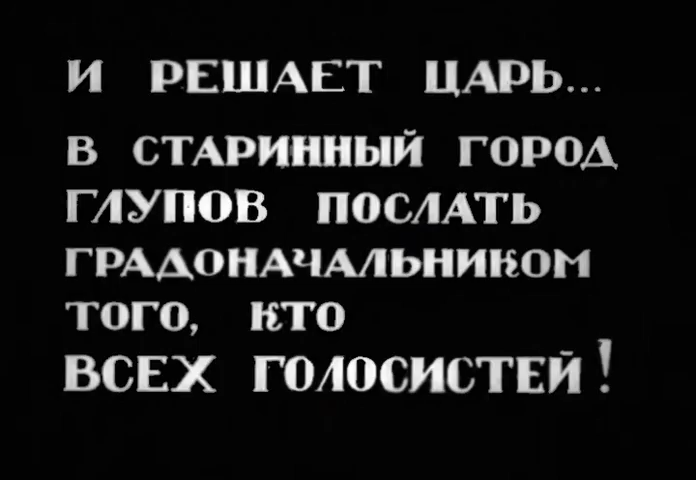 И РЕШАЕТ ЦАРЬ...
В СТАРИННЫЙ ГОРОД
ГЛУПОВ ПОСЛАТЬ
ГРАДОНАЧАЛЬНИКОМ
ТОГО, КТО
ВСЕХ ГОЛОСИСТЕЙ!